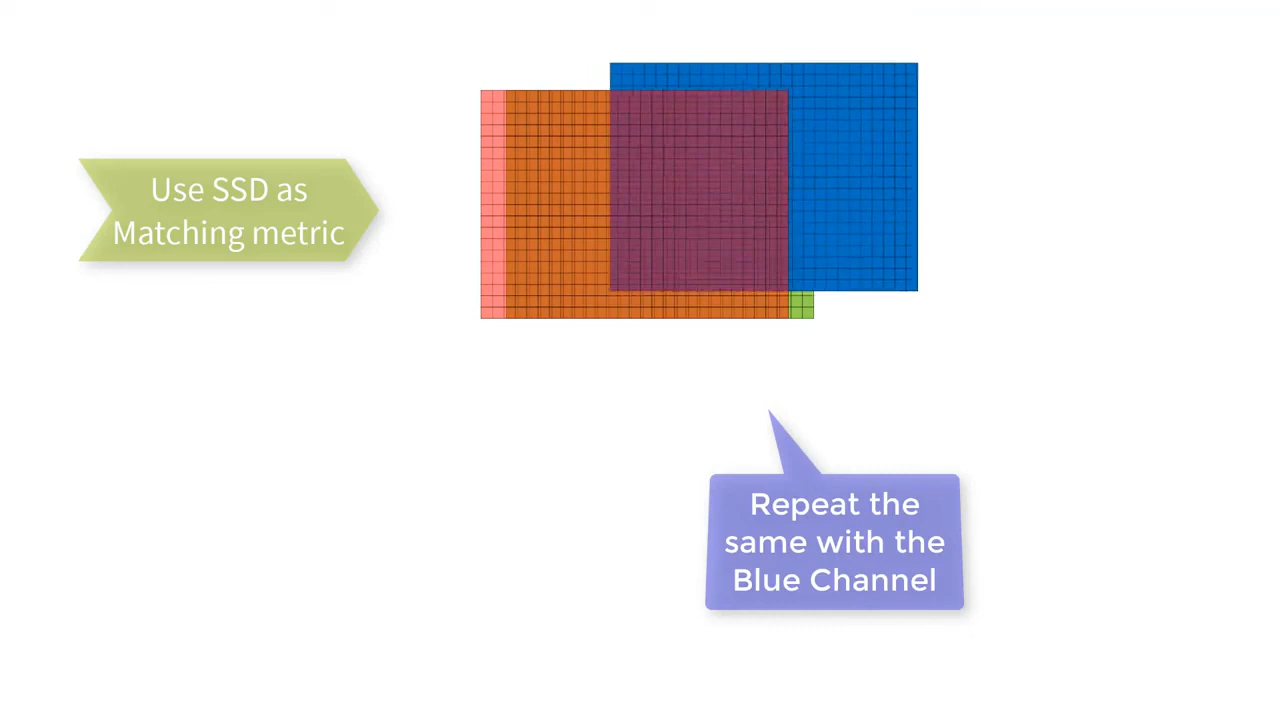 Use SSD as
Matching metric
Repeat the
same with the
Blue Channel